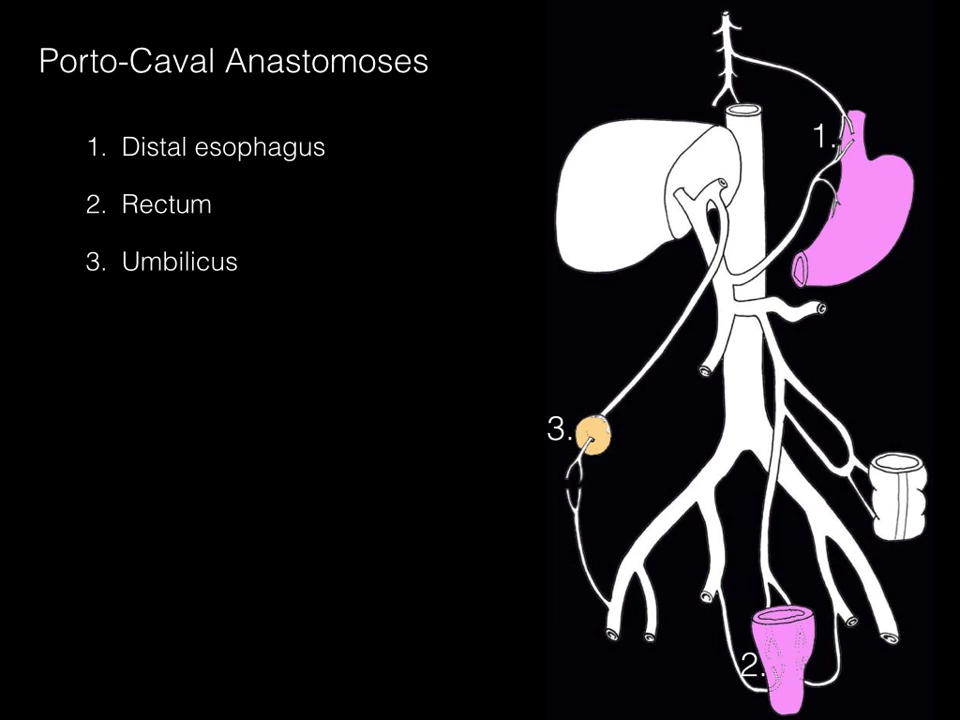 Porto-Caval Anastomoses
1. Distal esophagus
2. Rectum
3. Umbilicus
1.
3.
2.